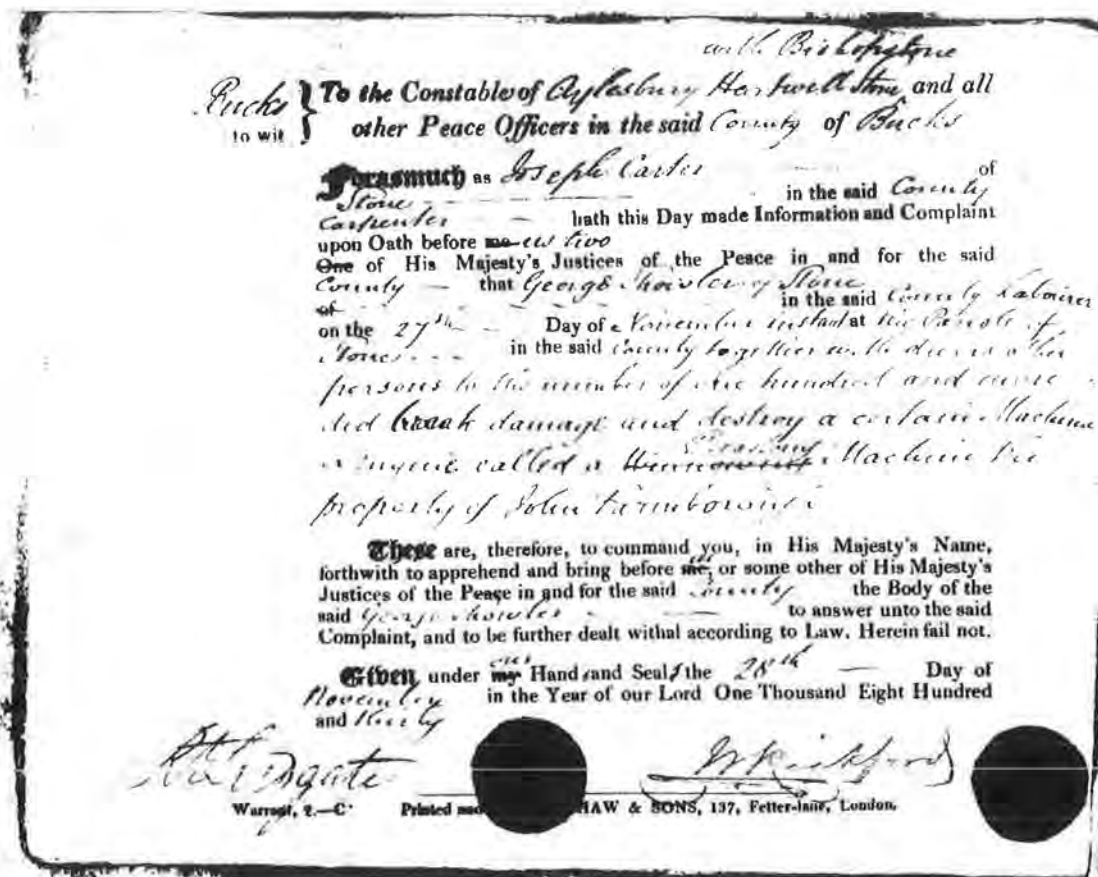 with Bishopstone
Bucks } To the Constables of Aylesbury Hartwell Stone and all
to wit other Peace Officers in the said County of Bucks
Forasmuch as Joseph Carter of
Stone in the said County
Carpenter hath this Day made Information and Complaint
upon Oath before me us two
One of His Majesty's Justices of the Peace in and for the said
County that George of Stone
of in the said County Labourer
on the 27th Day of November instant at the Parish of
Stone in the said County together with divers other
persons to the number of one hundred and more
did break damage and destroy a certain Machine
or Engine called a Winnowing Machine the
property of John
These are, therefore, to command you, in His Majesty's Name,
us
forthwith to apprehend and bring before me, or some other of His Majesty's
Justices of the Peace in and for the said County the Body of the
said George to answer unto the said
Complaint, and to be further dealt withal according to Law. Herein fail not.
our
Given under my Hands and Seals the 28th Day of
November in the Year of our Lord One Thousand Eight Hundred
and thirty
Warrant, 2.—C Printed and HAW & SONS, 137, Fetter-lane, London.